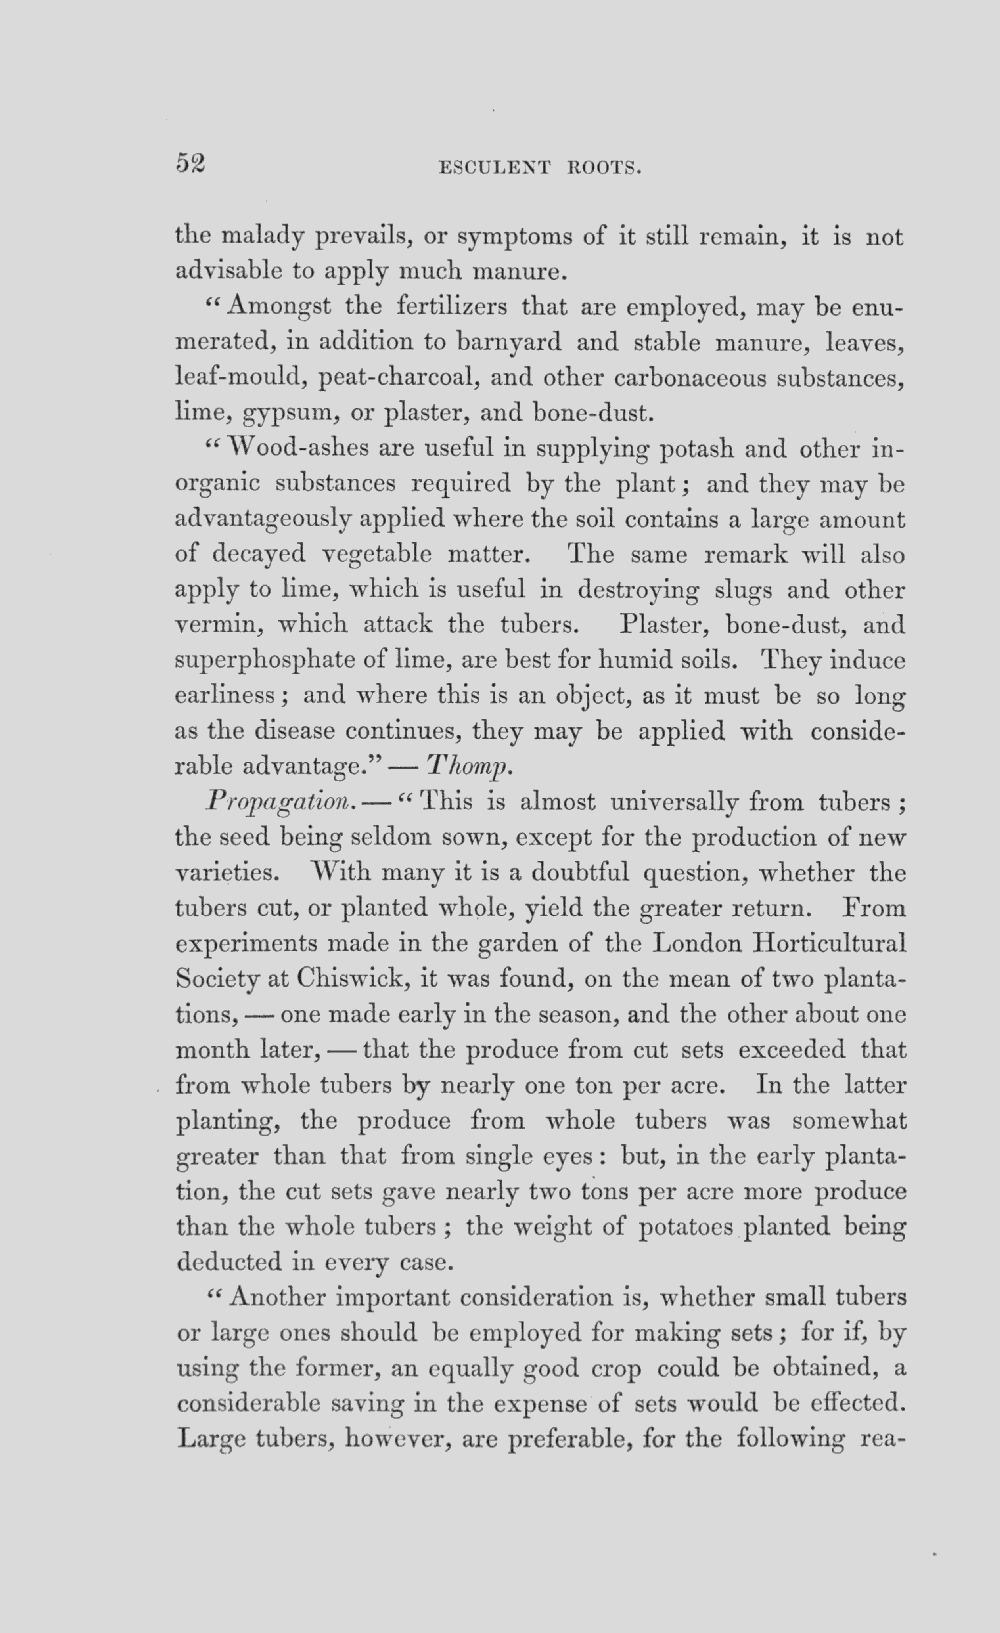 52 ESCULENT ROOTS.
the malady prevails, or symptoms of it still remain, it is not
advisable to apply much manure.
“Amongst the fertilizers that are employed, may be enu-
merated, in addition to barnyard and stable manure, leaves,
leaf-mould, peat-charcoal, and other carbonaceous substances,
lime, gypsum, or plaster, and bone-dust.
“Wood-ashes are useful in supplying potash and other in-
organic substances required by the plant; and they may be
advantageously applied where the soil contains a large amount
of decayed vegetable matter. The same remark will also
apply to lime, which is useful in destroying slugs and other
vermin, which attack the tubers. Plaster, bone-dust, and
superphosphate of lime, are best for humid soils. They induce
earliness; and where this is an object, as it must be so long
as the disease continues, they may be applied with conside-
rable advantage.” — Thomp.
Propagation. — “This is almost universally from tubers;
the seed being seldom sown, except for the production of new
varieties. With many it is a doubtful question, whether the
tubers cut, or planted whole, yield the greater return. From
experiments made in the garden of the London Horticultural
Society at Chiswick, it was found, on the mean of two planta-
tions, — one made early in the season, and the other about one
month later, — that the produce from cut sets exceeded that
from whole tubers by nearly one ton per acre. In the latter
planting, the produce from whole tubers was somewhat
greater than that from single eyes: but, in the early planta-
tion, the cut sets gave nearly two tons per acre more produce
than the whole tubers; the weight of potatoes planted being
deducted in every case.
“Another important consideration is, whether small tubers
or large ones should be employed for making sets; for if, by
using the former, an equally good crop could be obtained, a
considerable saving in the expense of sets would be effected.
Large tubers, however, are preferable, for the following rea-